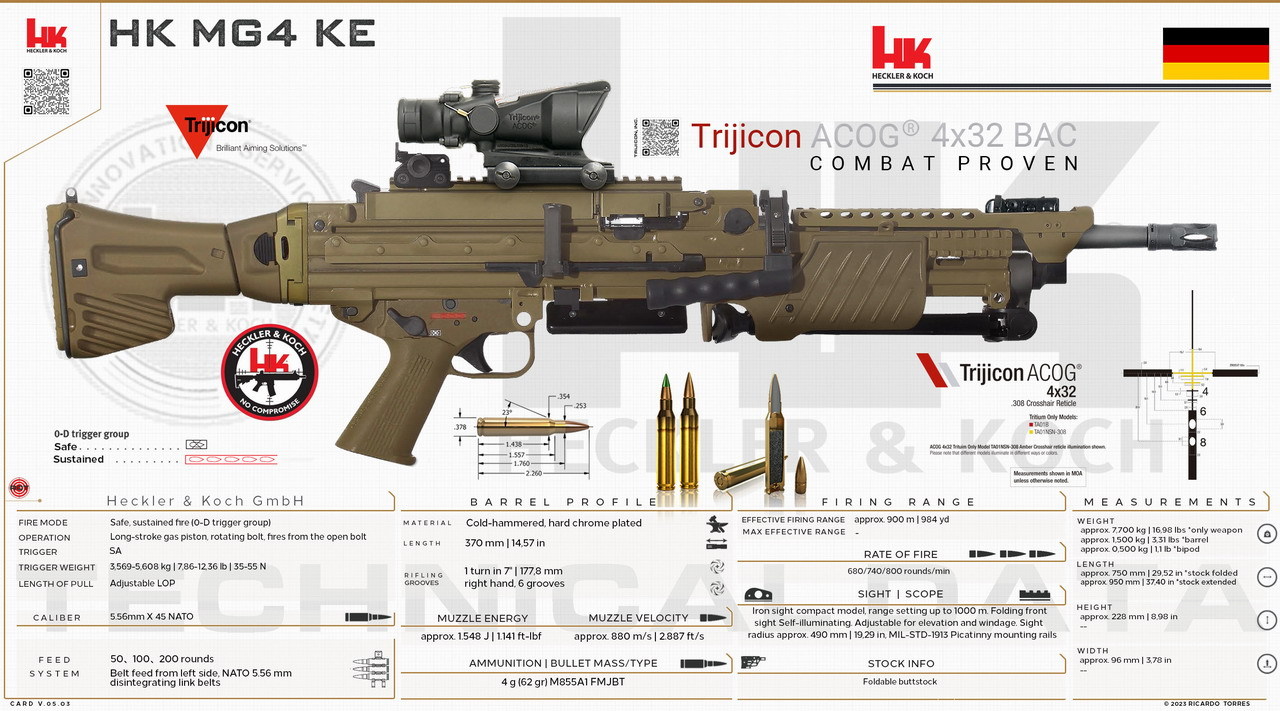 HK MG4 KE
HK
HECKLER & KOCH
HK
HECKLER & KOCH
Trijicon®
Brilliant Aiming Solutions™
TRIJICON, INC.
Trijicon ACOG® 4x32 BAC
COMBAT PROVEN
Trijicon®
ACOG
HECKLER & KOCH
HK
NO COMPROMISE
0-D trigger group
Safe
Sustained
.354
.253
23°
.378
1.438
1.557
1.760
2.260
Trijicon ACOG®
4x32
.308 Crosshair Reticle
Tritium Only Models:
TA01B
TA01NSN-308
ACOG 4x32 Tritium Only Model TA01NSN-308 Amber Crosshair reticle illumination shown.
Please note that different models illuminate in different ways or colors.
Measurements shown in MOA
unless otherwise noted.
4
6
8
HECKLER & KOCH
TECHNICAL DATA
Heckler & Koch GmbH
FIRE MODE Safe, sustained fire (0-D trigger group)
OPERATION Long-stroke gas piston, rotating bolt, fires from the open bolt
TRIGGER SA
TRIGGER WEIGHT 3,569-5,608 kg | 7,86-12,36 lb | 35-55 N
LENGTH OF PULL Adjustable LOP
CALIBER 5.56mm X 45 NATO
FEED SYSTEM
50、100、200 rounds
Belt feed from left side, NATO 5.56 mm
disintegrating link belts
BARREL PROFILE
MATERIAL Cold-hammered, hard chrome plated
LENGTH 370 mm | 14,57 in
RIFLING GROOVES
1 turn in 7" | 177,8 mm
right hand, 6 grooves
MUZZLE ENERGY MUZZLE VELOCITY
approx. 1.548 J | 1.141 ft-lbf approx. 880 m/s | 2.887 ft/s
AMMUNITION | BULLET MASS/TYPE
4 g (62 gr) M855A1 FMJBT
FIRING RANGE
EFFECTIVE FIRING RANGE approx. 900 m | 984 yd
MAX EFFECTIVE RANGE -
RATE OF FIRE
680/740/800 rounds/min
SIGHT | SCOPE
Iron sight compact model, range setting up to 1000 m. Folding front
sight Self-illuminating. Adjustable for elevation and windage. Rear sight
radius approx. 490 mm | 19,29 in, MIL-STD-1913 Picatinny mounting rails
STOCK INFO
Foldable buttstock
MEASUREMENTS
WEIGHT
approx. 7,700 kg | 16,98 lbs *only weapon
approx. 1,500 kg | 3,31 lbs *barrel
approx. 0,500 kg | 1,1 lb *bipod
LENGTH
approx. 750 mm | 29,52 in *stock folded
approx. 950 mm | 37,40 in *stock extended
HEIGHT
approx. 228 mm | 8,98 in
--
WIDTH
approx. 96 mm | 3,78 in
--
CARD V.05.03
© 2023 RICARDO TORRES